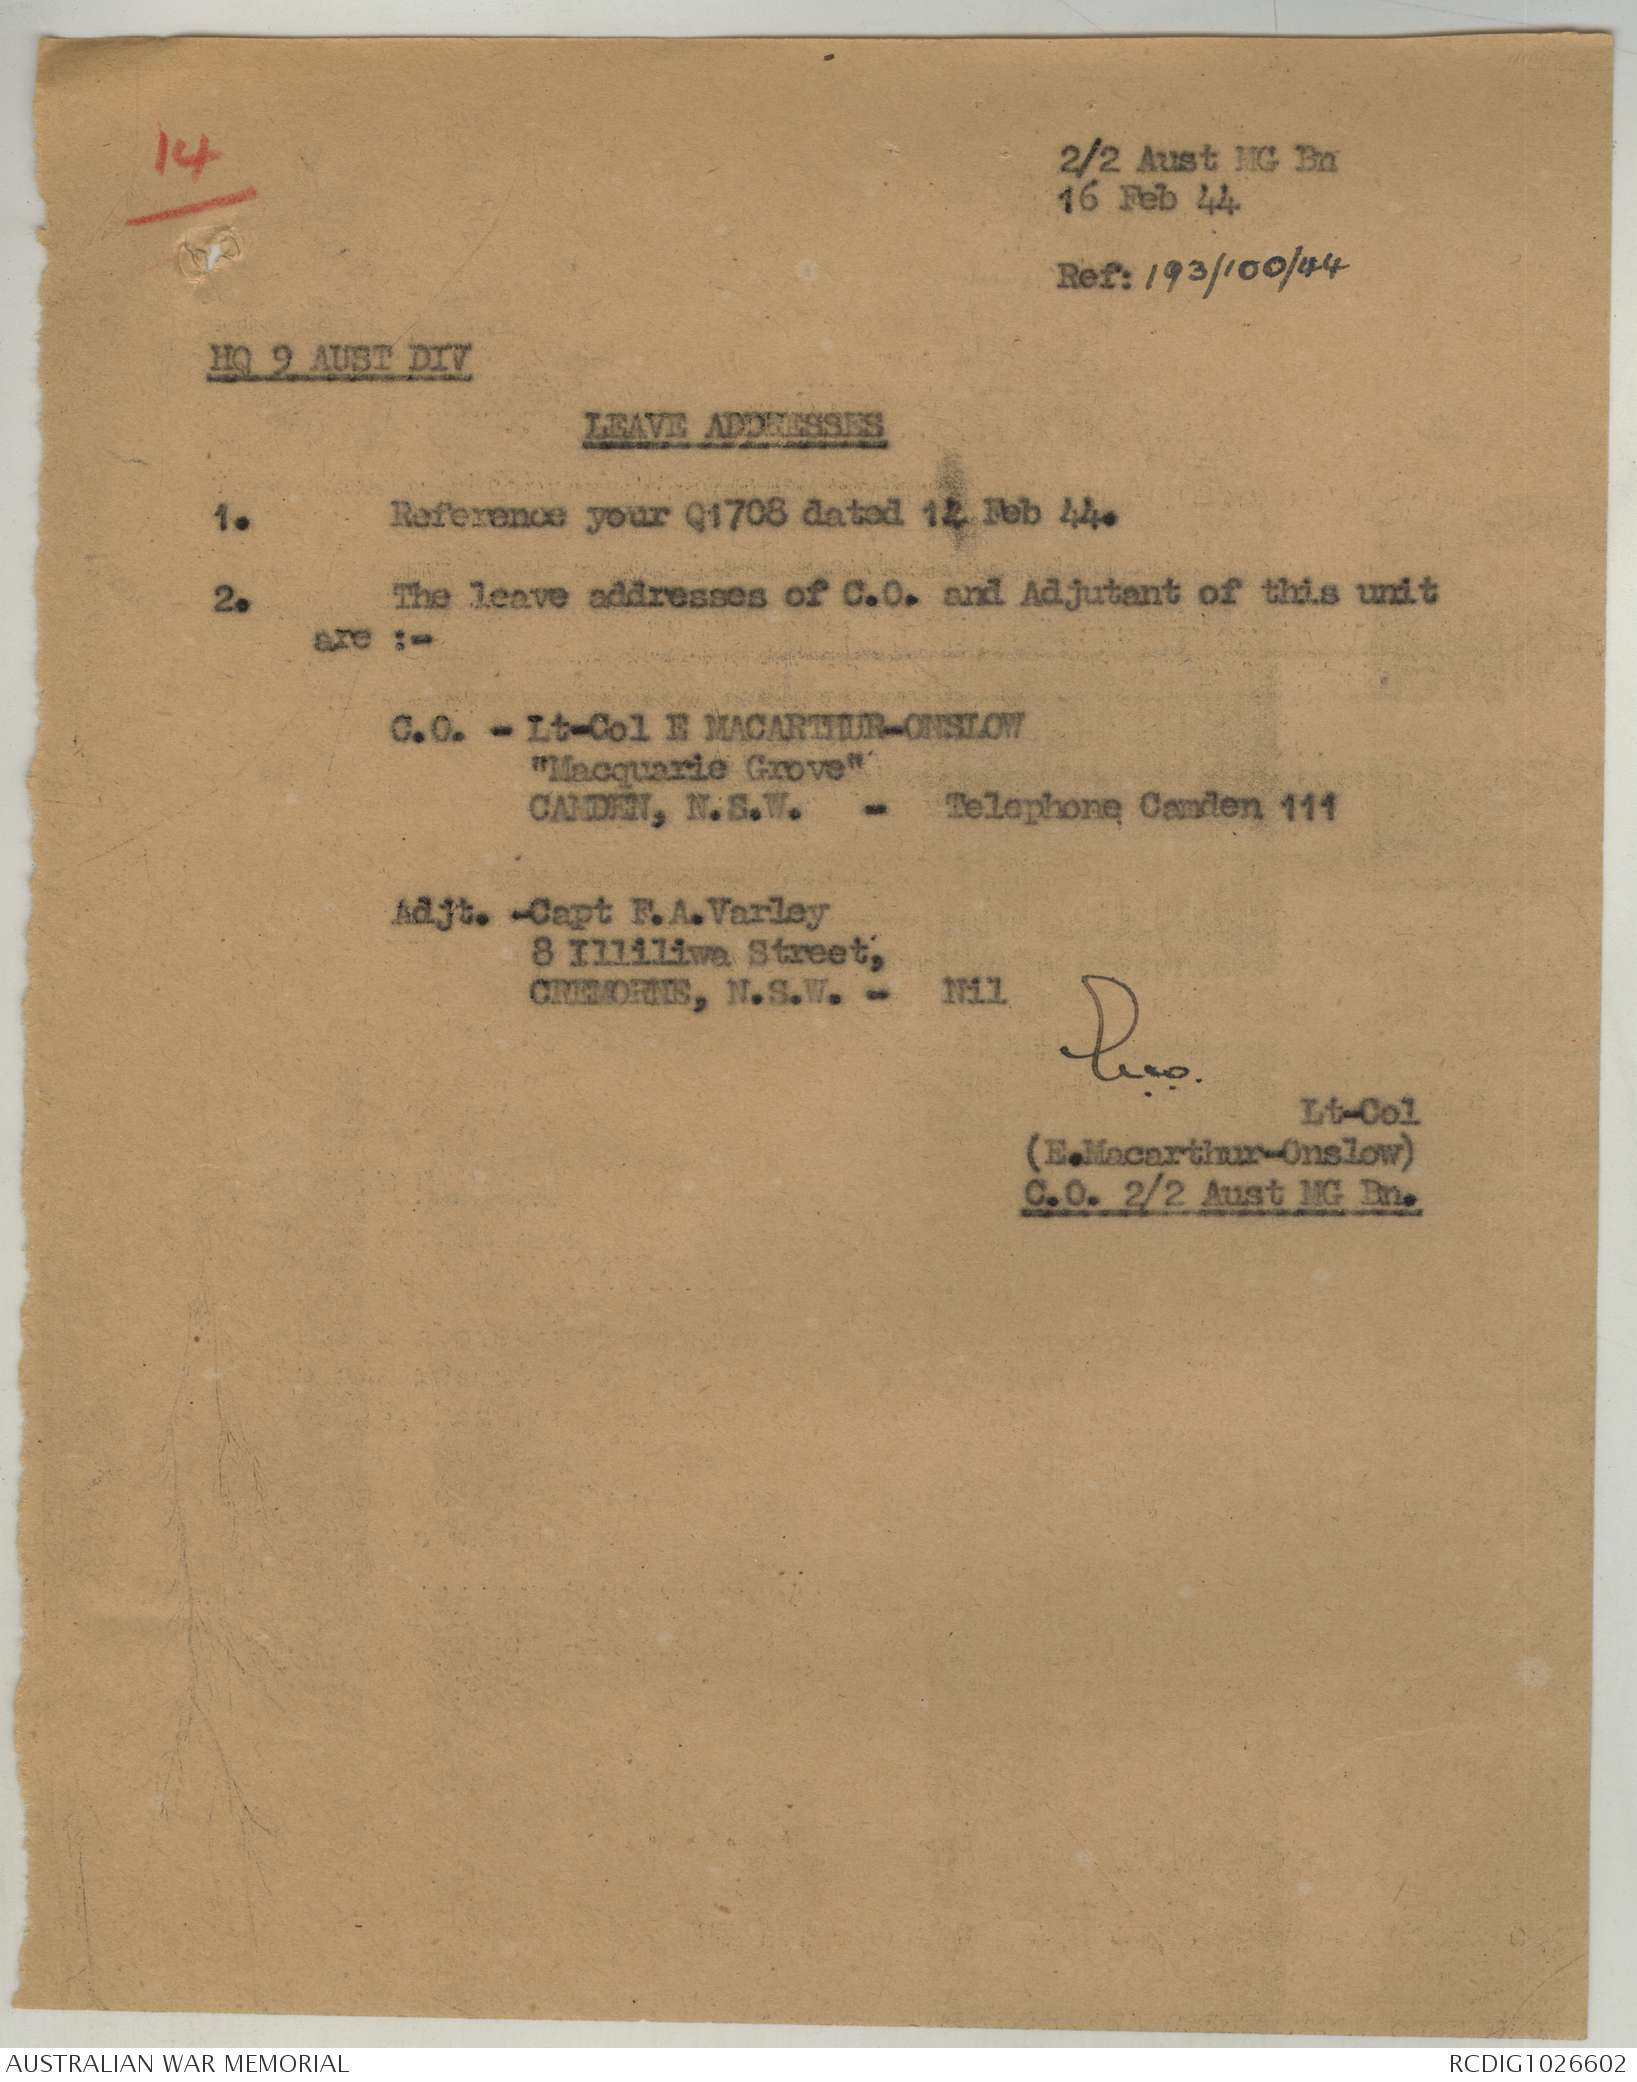 14
2/2 Aust MG Bn
16 Feb 44
Ref: 193/100/44
HQ 9 AUST DIV
LEAVE ADDRESSES
1. Reference your Q1708 dated 14 Feb 44.
2. The leave addresses of C.O. and Adjutant of this unit
are :-
C.O. - Lt-Col E MACARTHUR-ONSLOW
"Macquarie Grove"
CAMDEN, N.S.W. - Telephone Camden 111
Adjt. -Capt F.A.Varley
8 Illiliwa Street,
CREMORNE, N.S.W. - Nil
Lt-Col
(E.Macarthur-Onslow)
C.O. 2/2 Aust MG Bn.
AUSTRALIAN WAR MEMORIAL
RCDIG1026602